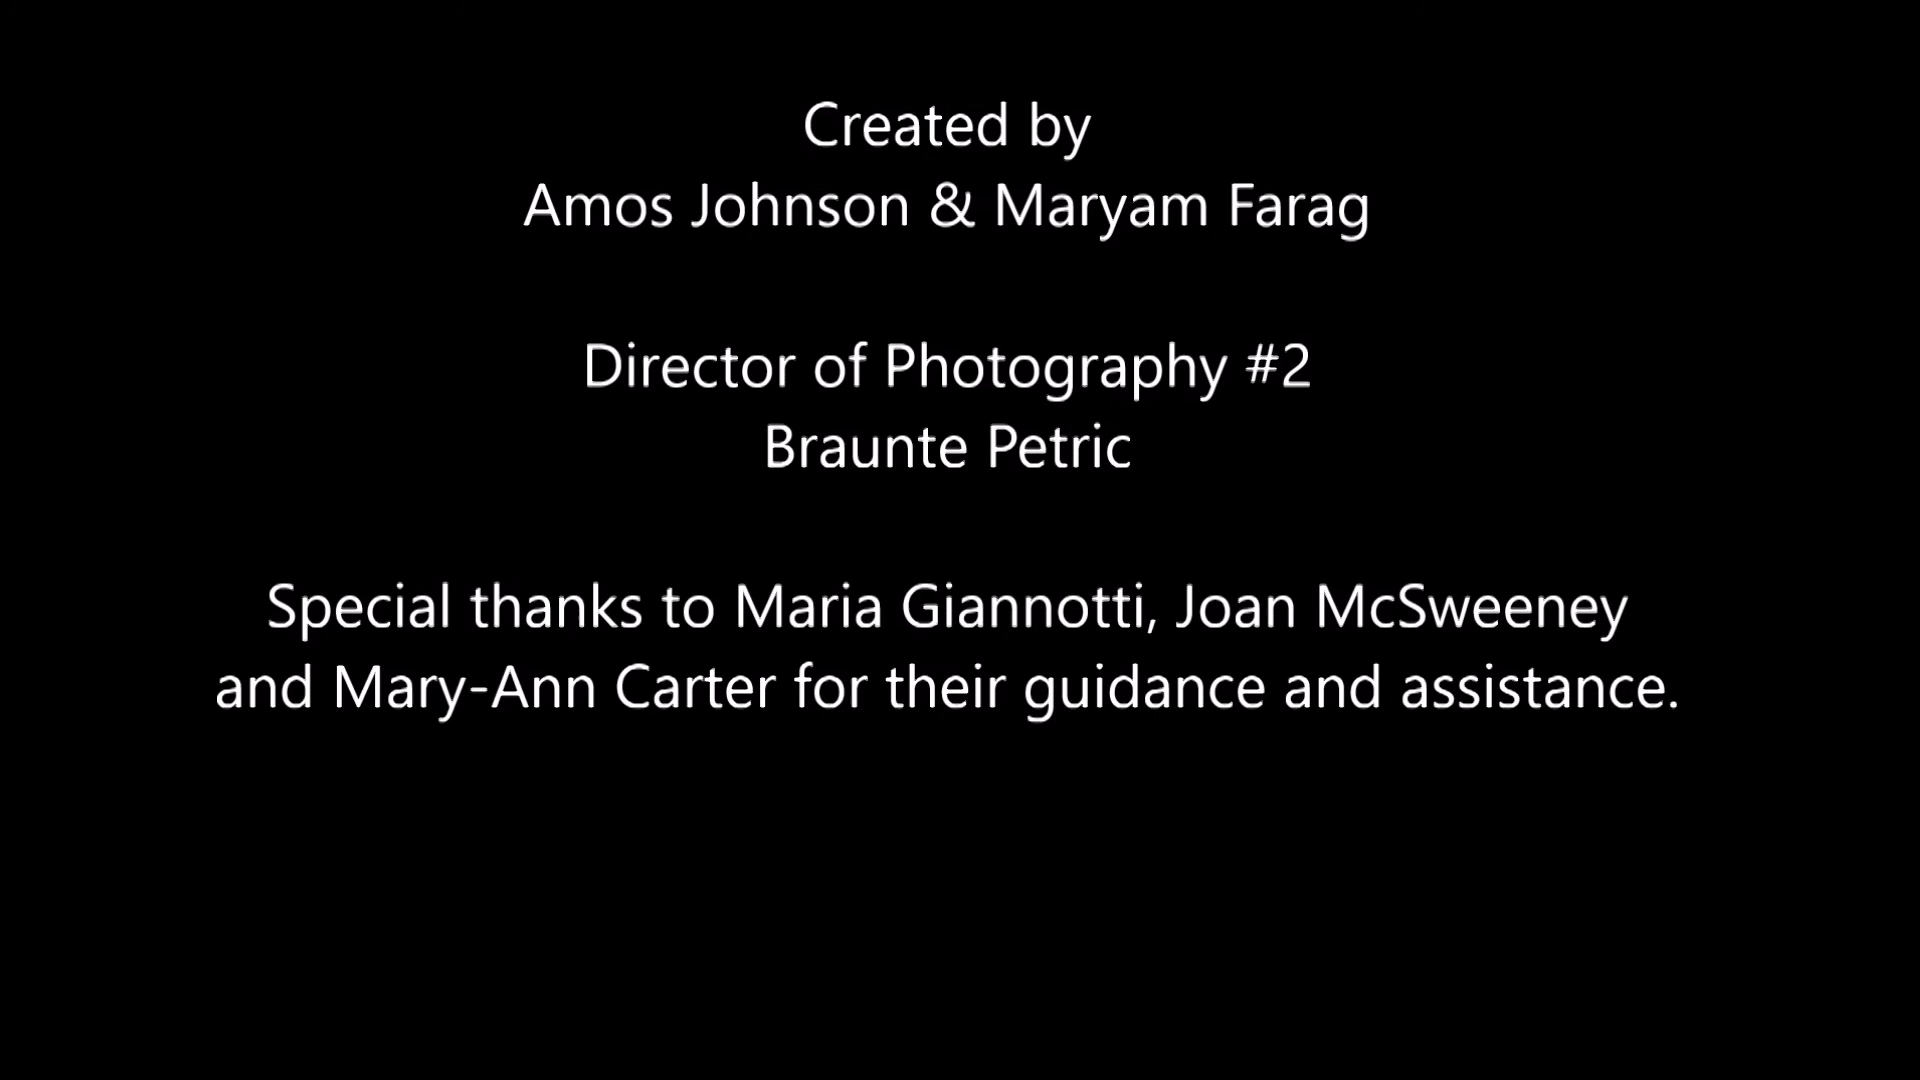 Created by
Amos Johnson & Maryam Farag
Director of Photography #2
Braunte Petric
Special thanks to Maria Giannotti, Joan McSweeney
and Mary-Ann Carter for their guidance and assistance.